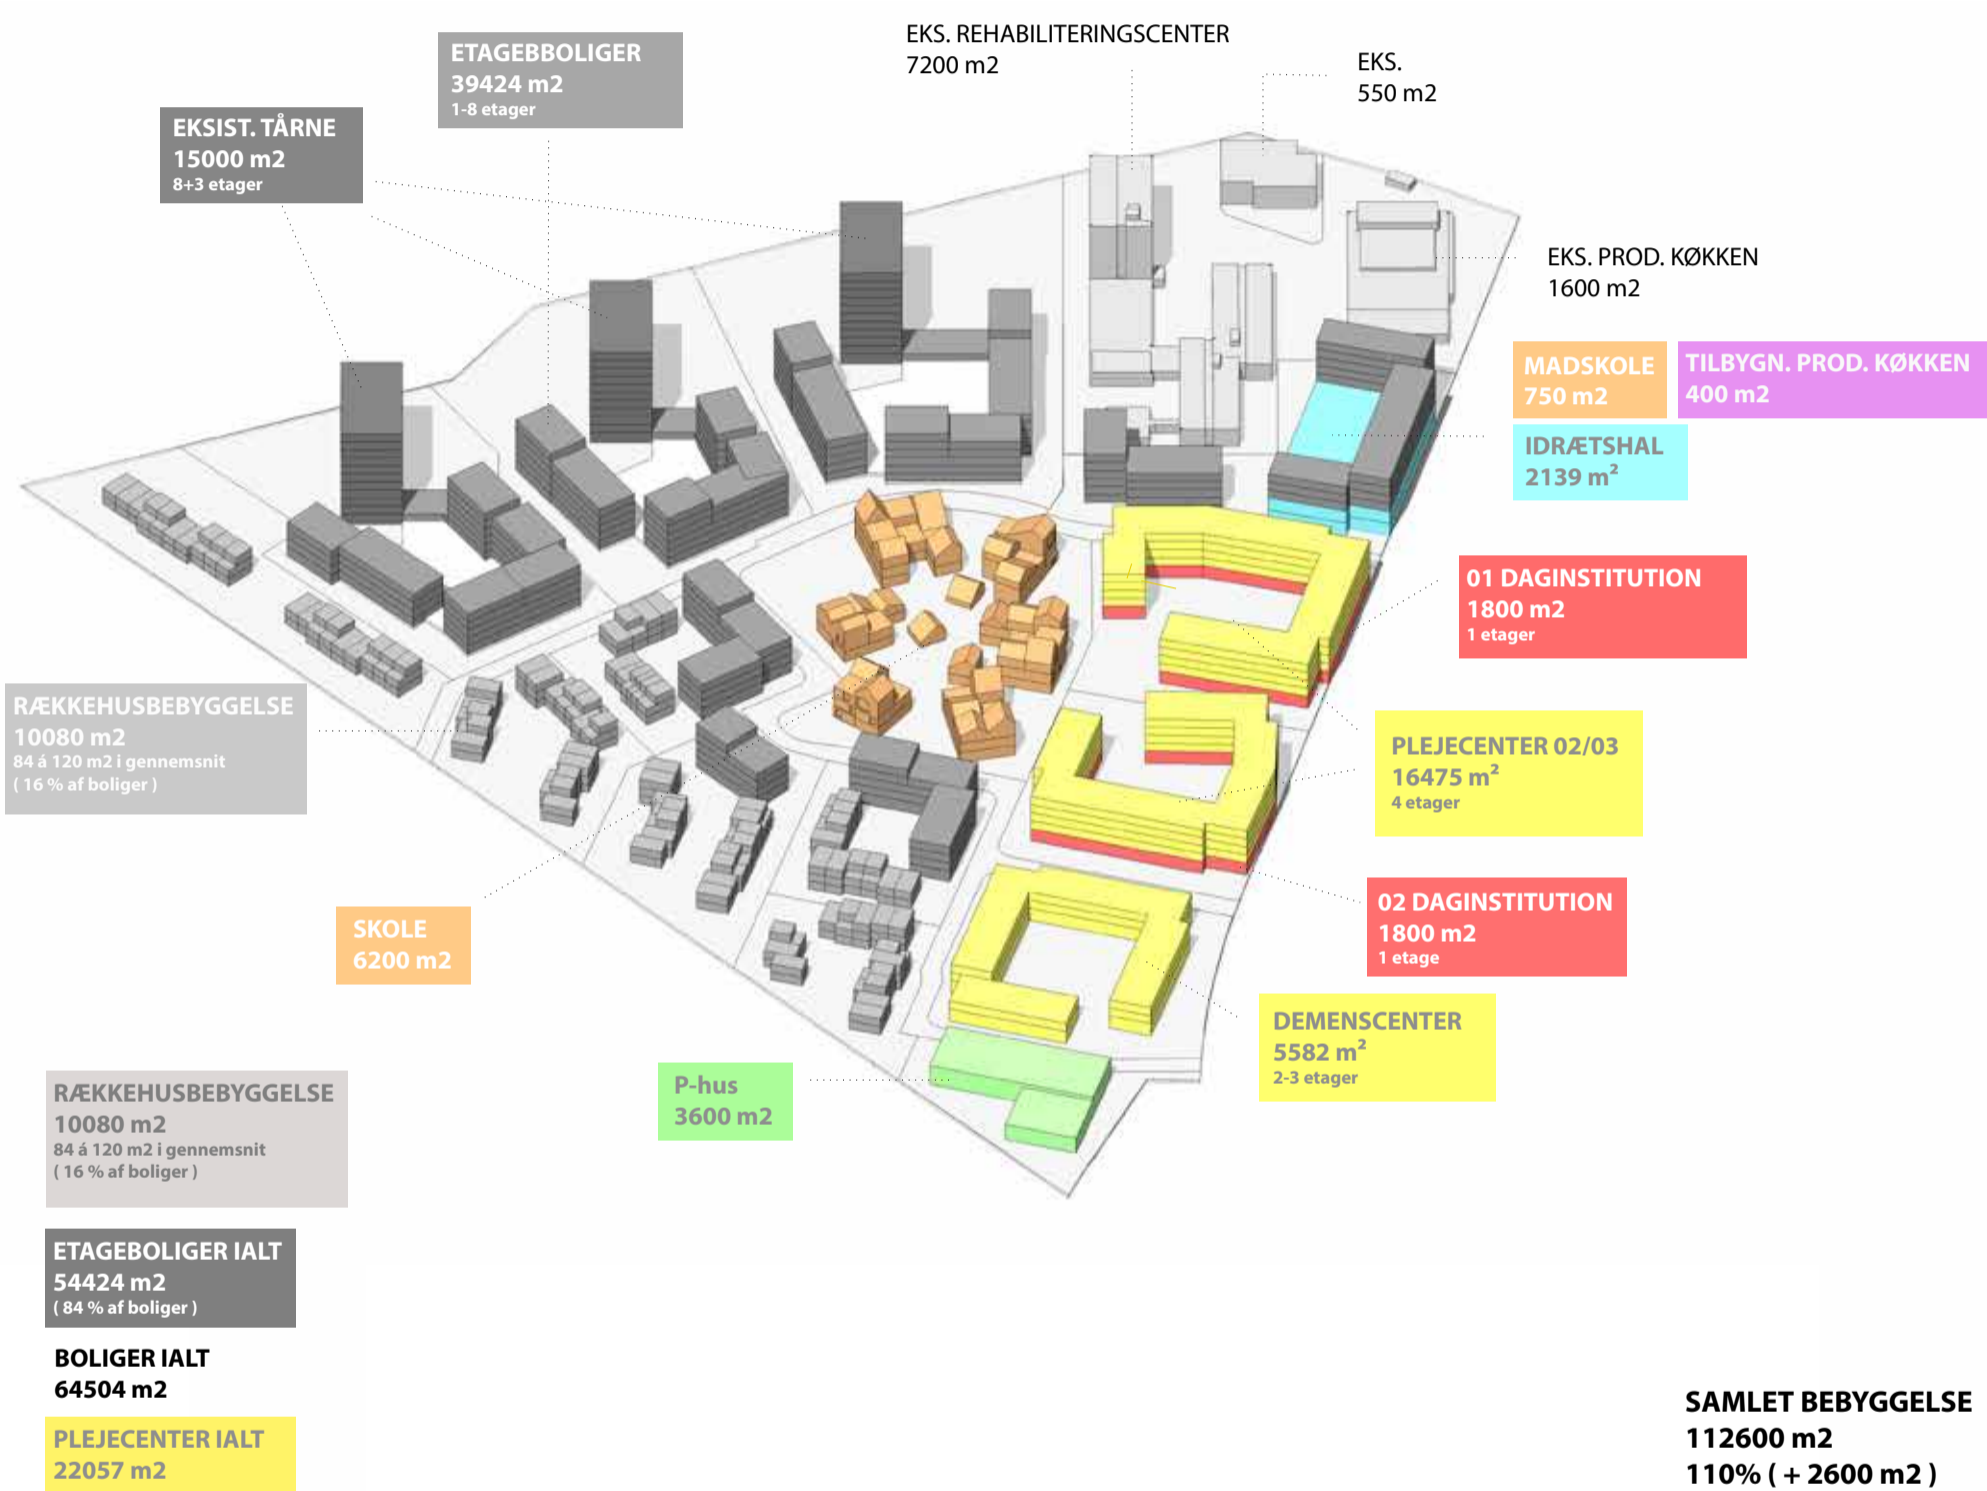 EKS. REHABILITERINGSCENTER
7200 m2
EKS.
550 m2
ETAGEBBOLIGER
39424 m2
1-8 etager
EKSIST. TÅRNE
15000 m2
8+3 etager
EKS. PROD. KØKKEN
1600 m2
MADSKOLE
750 m2
TILBYGN. PROD. KØKKEN
400 m2
IDRÆTSHAL
2139 m²
01 DAGINSTITUTION
1800 m2
1 etager
RÆKKEHUSBEBYGGELSE
10080 m2
84 á 120 m2 i gennemsnit
( 16 % af boliger )
PLEJECENTER 02/03
16475 m²
4 etager
SKOLE
6200 m2
02 DAGINSTITUTION
1800 m2
1 etage
DEMENSCENTER
5582 m²
2-3 etager
P-hus
3600 m2
RÆKKEHUSBEBYGGELSE
10080 m2
84 á 120 m2 i gennemsnit
( 16 % af boliger )
ETAGEBOLIGER IALT
54424 m2
( 84 % af boliger )
BOLIGER IALT
64504 m2
PLEJECENTER IALT
22057 m2
SAMLET BEBYGGELSE
112600 m2
110% ( + 2600 m2 )